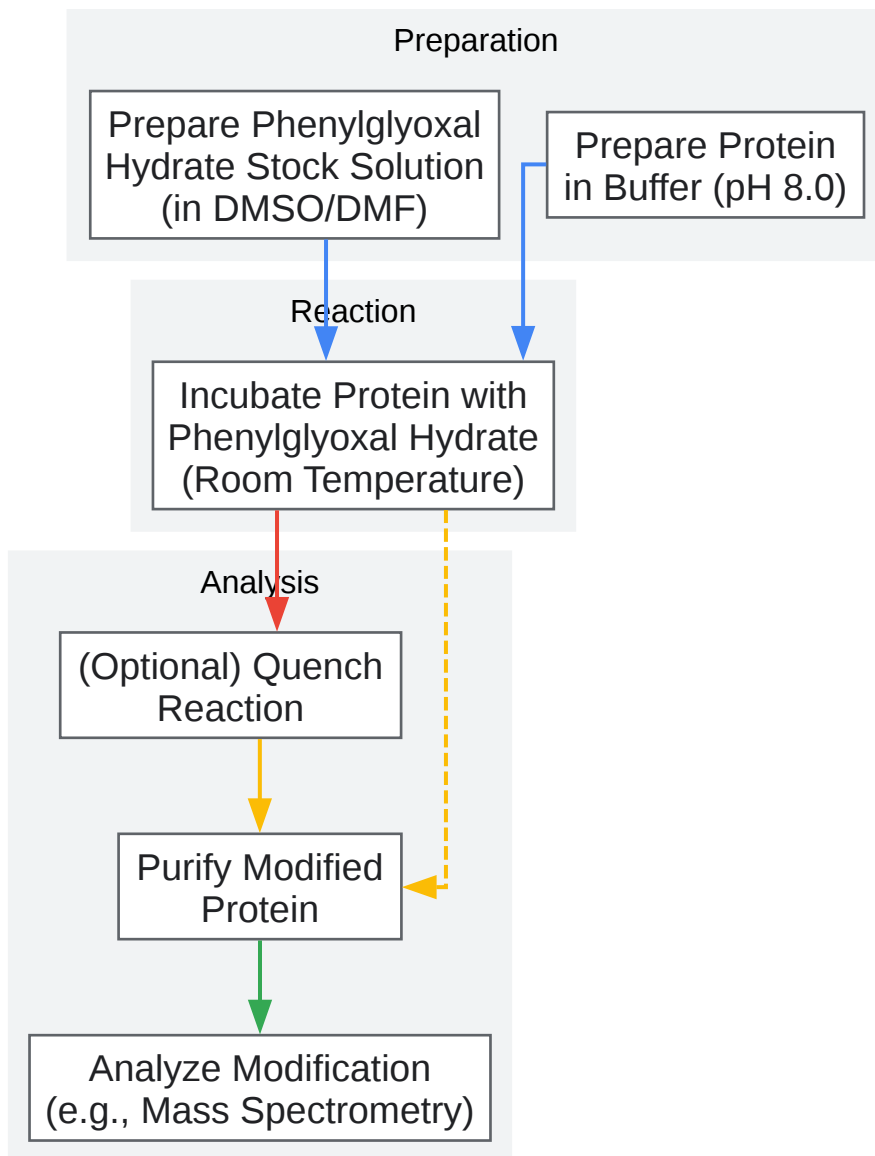 Preparation
Prepare Phenylglyoxal
Hydrate Stock Solution
(in DMSO/DMF)
Prepare Protein
in Buffer (pH 8.0)
Reaction
Incubate Protein with
Phenylglyoxal Hydrate
(Room Temperature)
Analysis
(Optional) Quench
Reaction
Purify Modified
Protein
Analyze Modification
(e.g., Mass Spectrometry)